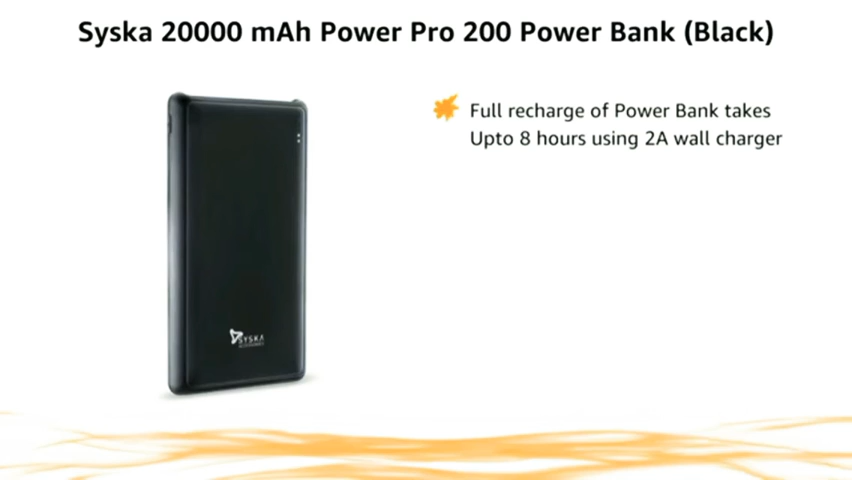 Syska 20000 mAh Power Pro 200 Power Bank (Black)
Full recharge of Power Bank takes
Upto 8 hours using 2A wall charger
SYSKA